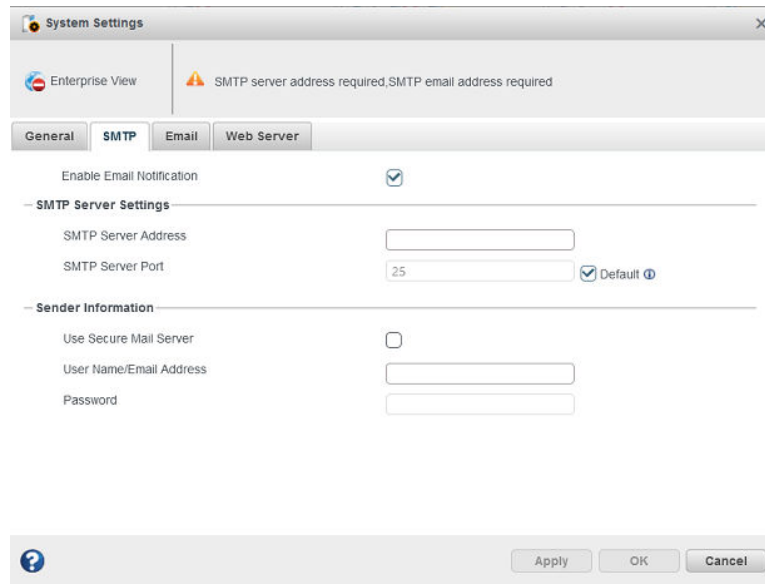 System Settings
Enterprise View
SMTP server address required,SMTP email address required
General SMTP Email Web Server
Enable Email Notification
SMTP Server Settings
SMTP Server Address
SMTP Server Port 25 Default
Sender Information
Use Secure Mail Server
User Name/Email Address
Password
Apply OK Cancel